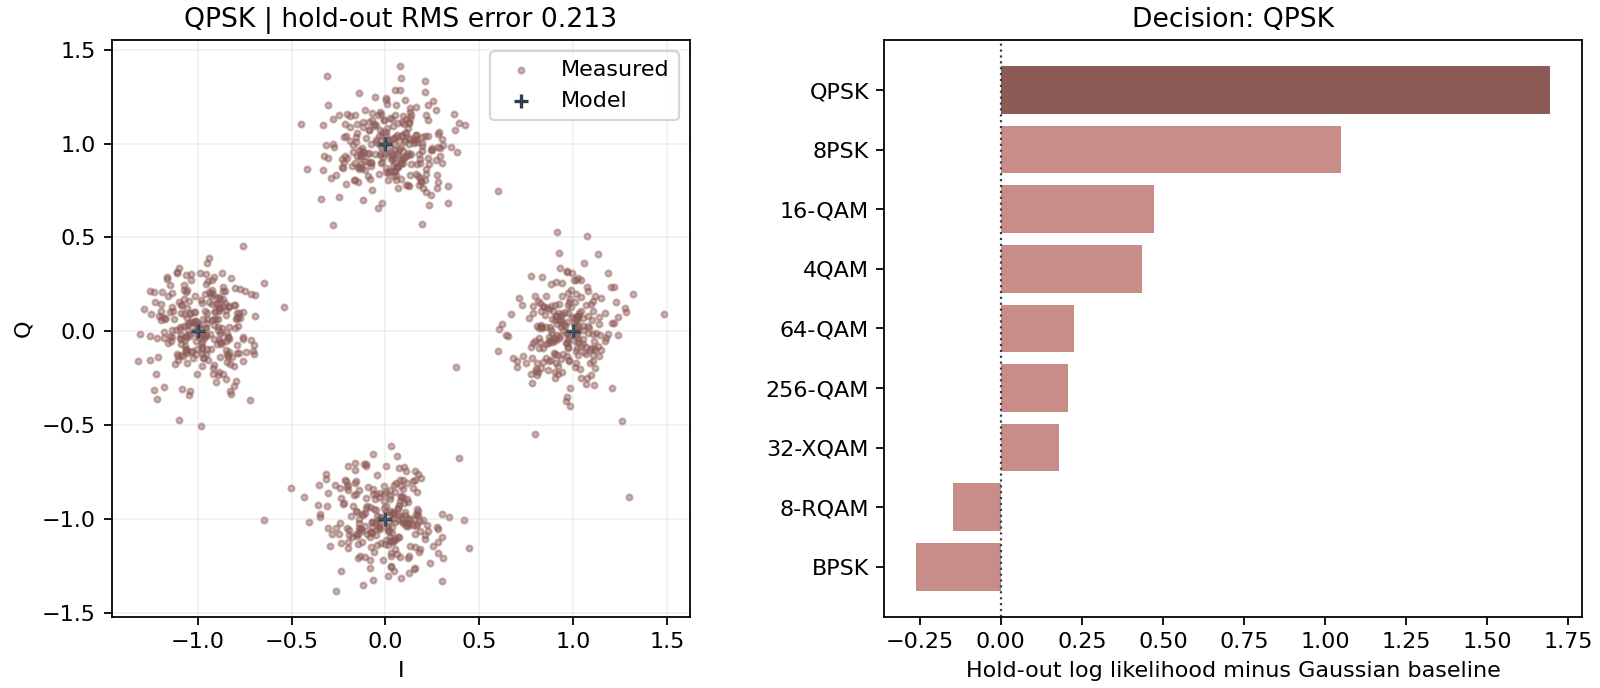 QPSK | hold-out RMS error 0.213
Measured
Model
1.5
1.0
0.5
0.0
−0.5
−1.0
−1.5
Q
−1.0 −0.5 0.0 0.5 1.0 1.5
I
Decision: QPSK
QPSK
8PSK
16-QAM
4QAM
64-QAM
256-QAM
32-XQAM
8-RQAM
BPSK
−0.25 0.00 0.25 0.50 0.75 1.00 1.25 1.50 1.75
Hold-out log likelihood minus Gaussian baseline